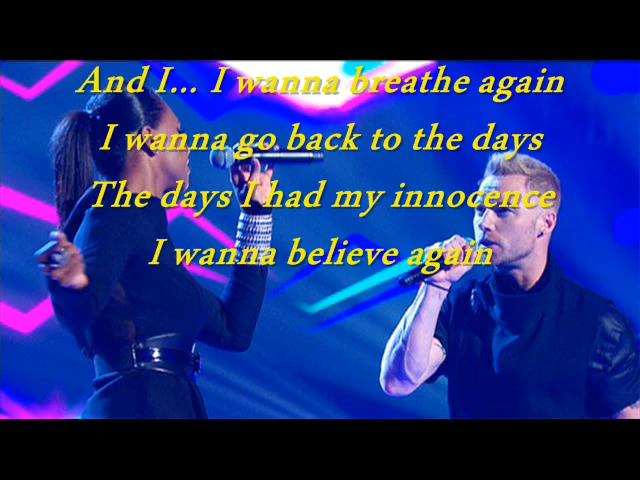 And I... I wanna breathe again
I wanna go back to the days
The days I had my innocence
I wanna believe again